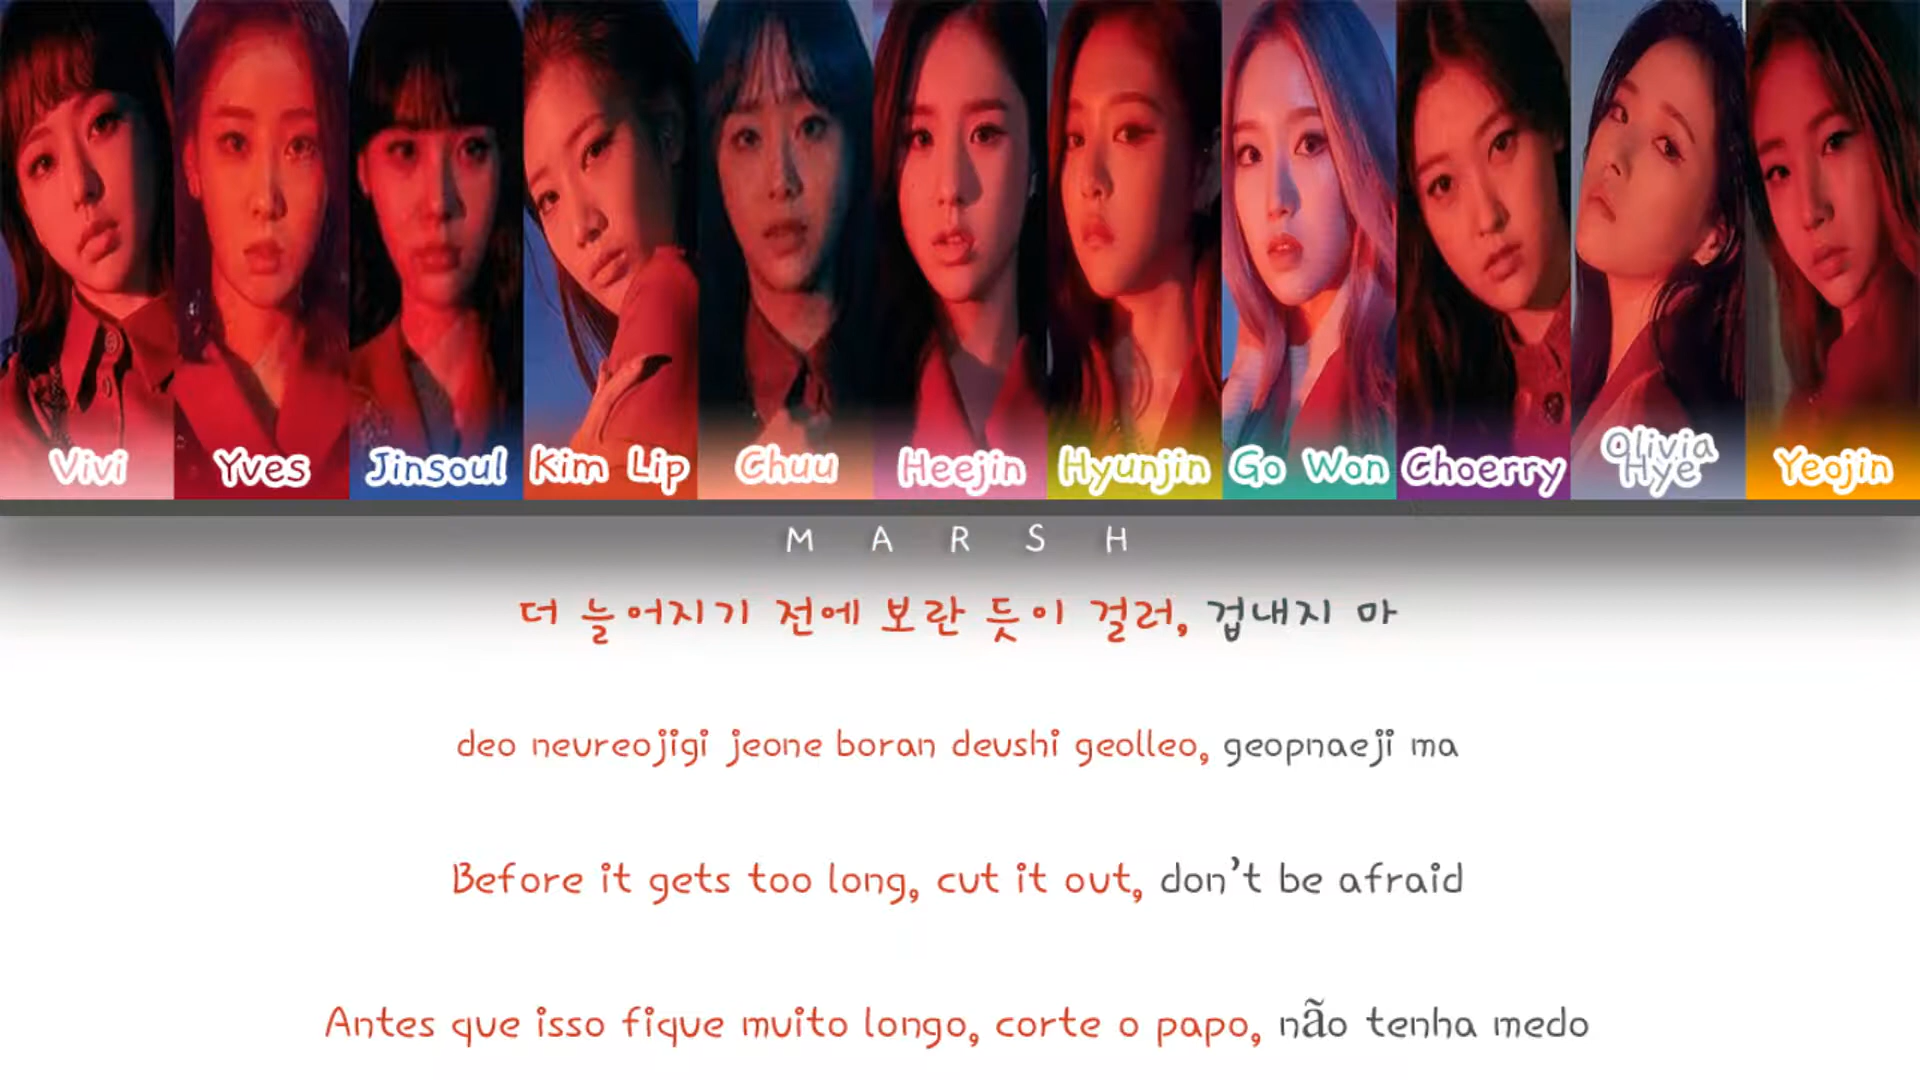 Vivi
Yves
Jinsoul
Kim Lip
Chuu
Heejin
Hyunjin
Go Won
Choerry
Olivia
Hye
Yeojin
M A R S H
더 늘어지기 전에 보란 듯이 걸러, 겁내지 마
deo neureojigi jeone boran deushi geolleo, geopnaeji ma
Before it gets too long, cut it out, don't be afraid
Antes que isso fique muito longo, corte o papo, não tenha medo